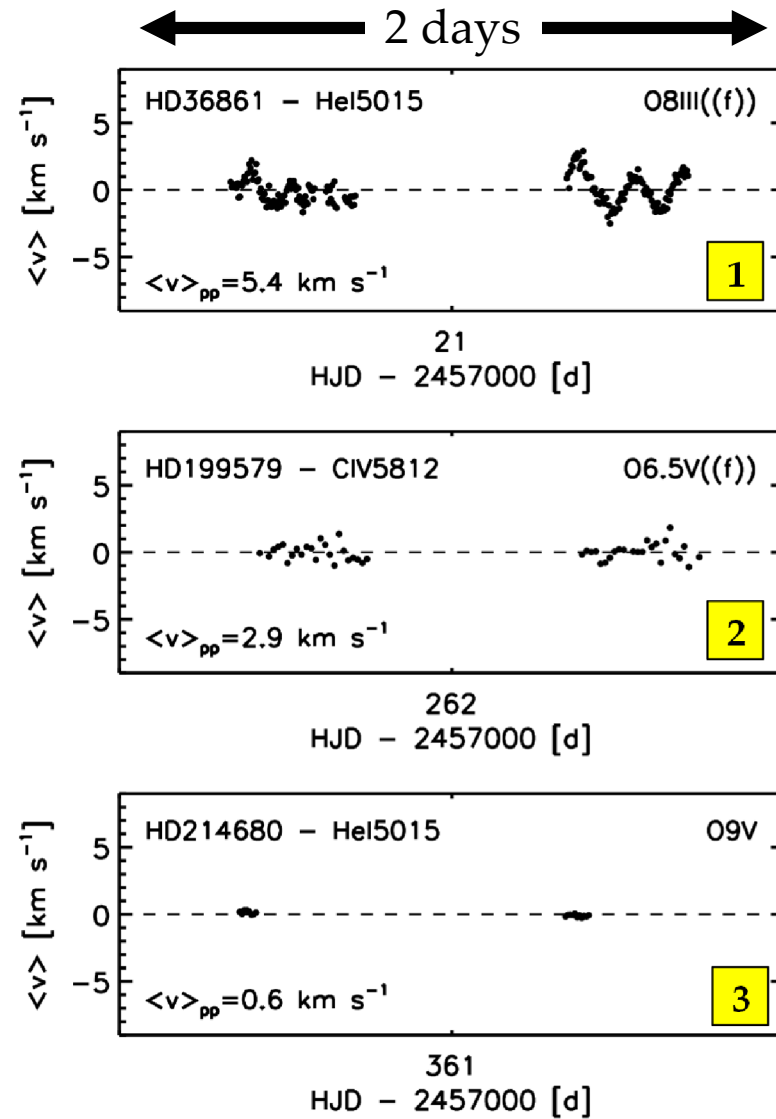 2 days
HD36861 – HeI5015 O8III((f))
5
0
−5
<v> [km s⁻¹]
<v>pp=5.4 km s⁻¹
1
21
HJD – 2457000 [d]
HD199579 – CIV5812 O6.5V((f))
5
0
−5
<v> [km s⁻¹]
<v>pp=2.9 km s⁻¹
2
262
HJD – 2457000 [d]
HD214680 – HeI5015 O9V
5
0
−5
<v> [km s⁻¹]
<v>pp=0.6 km s⁻¹
3
361
HJD – 2457000 [d]